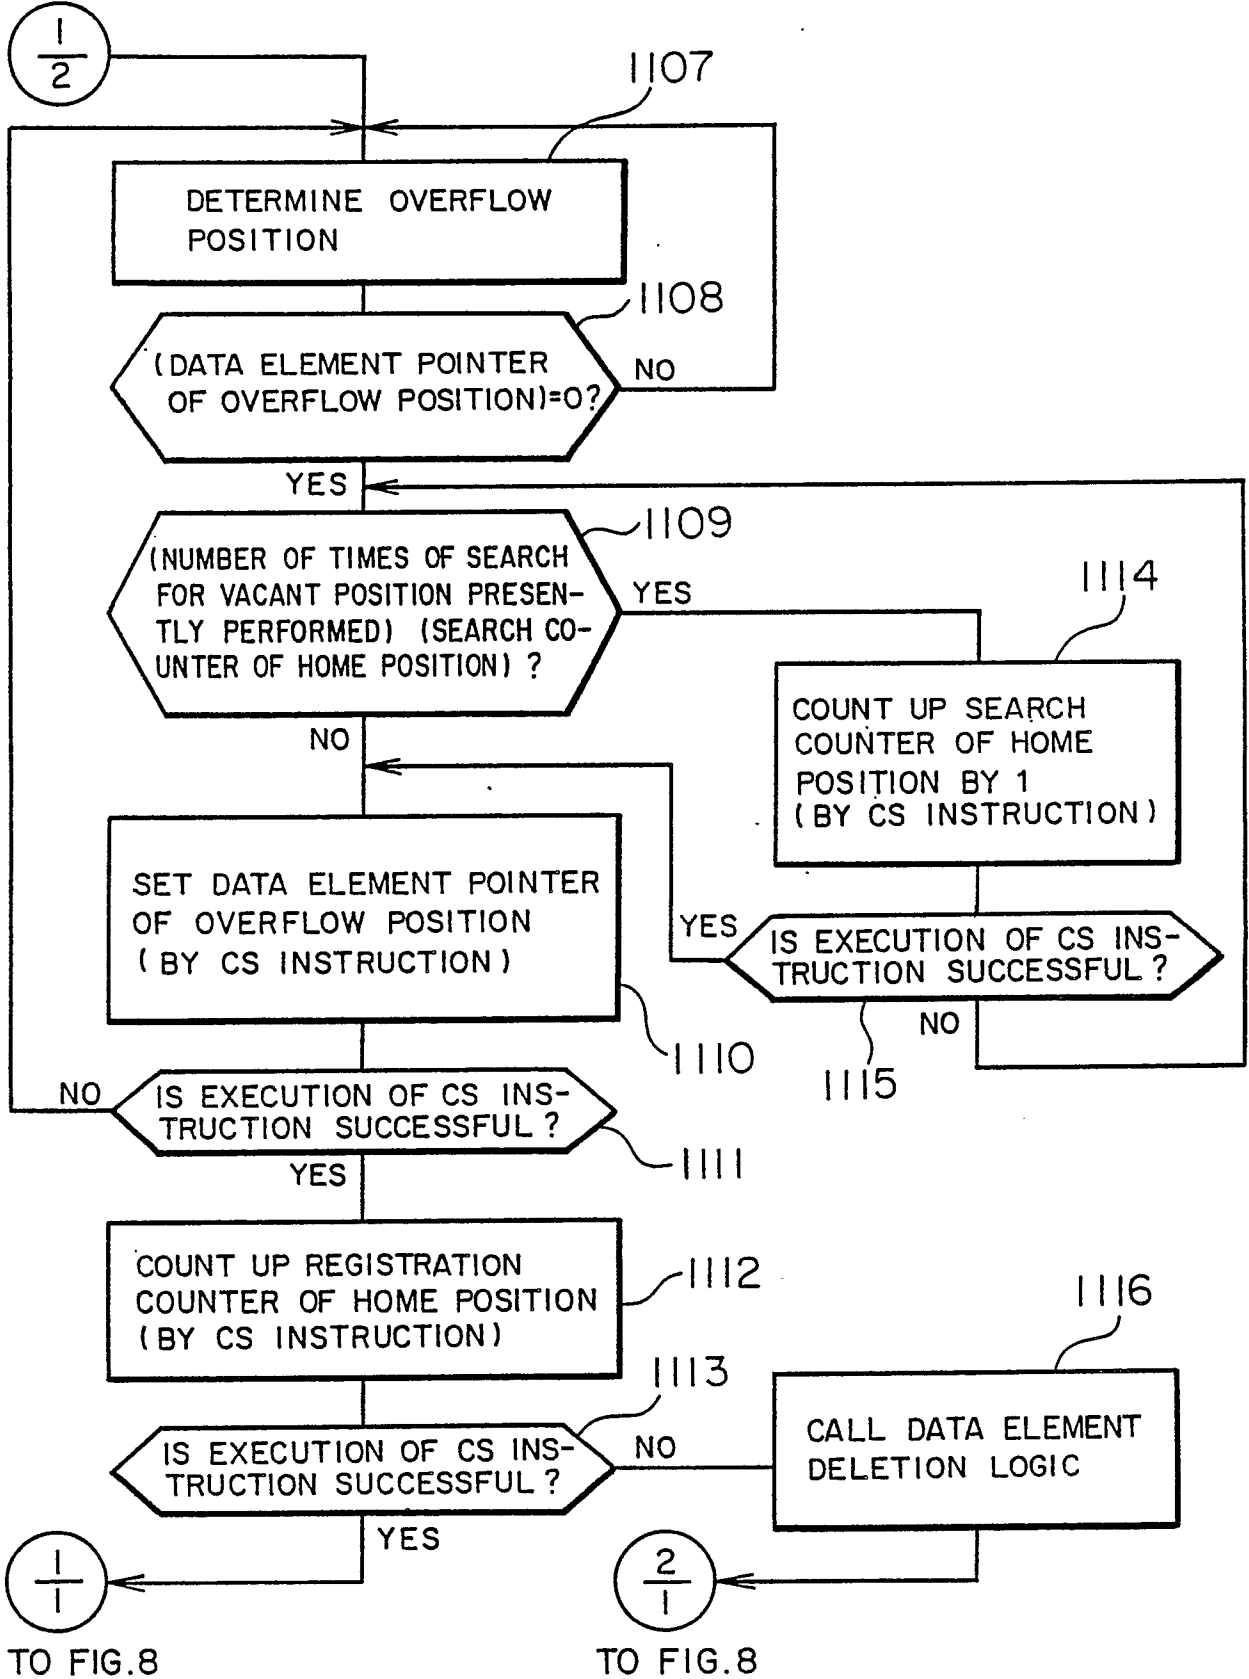 1
2
1107
DETERMINE OVERFLOW
POSITION
1108
(DATA ELEMENT POINTER
OF OVERFLOW POSITION)=0?
NO
YES
1109
(NUMBER OF TIMES OF SEARCH
FOR VACANT POSITION PRESEN-
TLY PERFORMED) (SEARCH CO-
UNTER OF HOME POSITION) ?
YES
NO
1114
COUNT UP SEARCH
COUNTER OF HOME
POSITION BY 1
(BY CS INSTRUCTION)
SET DATA ELEMENT POINTER
OF OVERFLOW POSITION
(BY CS INSTRUCTION)
1110
YES
IS EXECUTION OF CS INS-
TRUCTION SUCCESSFUL ?
NO
1115
NO
IS EXECUTION OF CS INS-
TRUCTION SUCCESSFUL ?
1111
YES
COUNT UP REGISTRATION
COUNTER OF HOME POSITION
(BY CS INSTRUCTION)
1112
1113
IS EXECUTION OF CS INS-
TRUCTION SUCCESSFUL ?
NO
YES
1116
CALL DATA ELEMENT
DELETION LOGIC
1
1
TO FIG.8
2
1
TO FIG.8